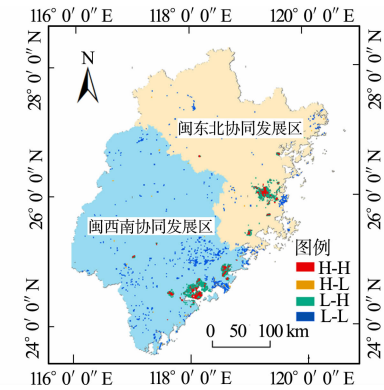 116° 0′ 0″ E 118° 0′ 0″ E 120° 0′ 0″ E
N
28° 0′ 0″ N
28° 0′ 0″ N
闽东北协同发展区
26° 0′ 0″ N
26° 0′ 0″ N
闽西南协同发展区
图例
H-H
H-L
L-H
L-L
0 50 100 km
24° 0′ 0″ N
24° 0′ 0″ N
116° 0′ 0″ E 118° 0′ 0″ E 120° 0′ 0″ E